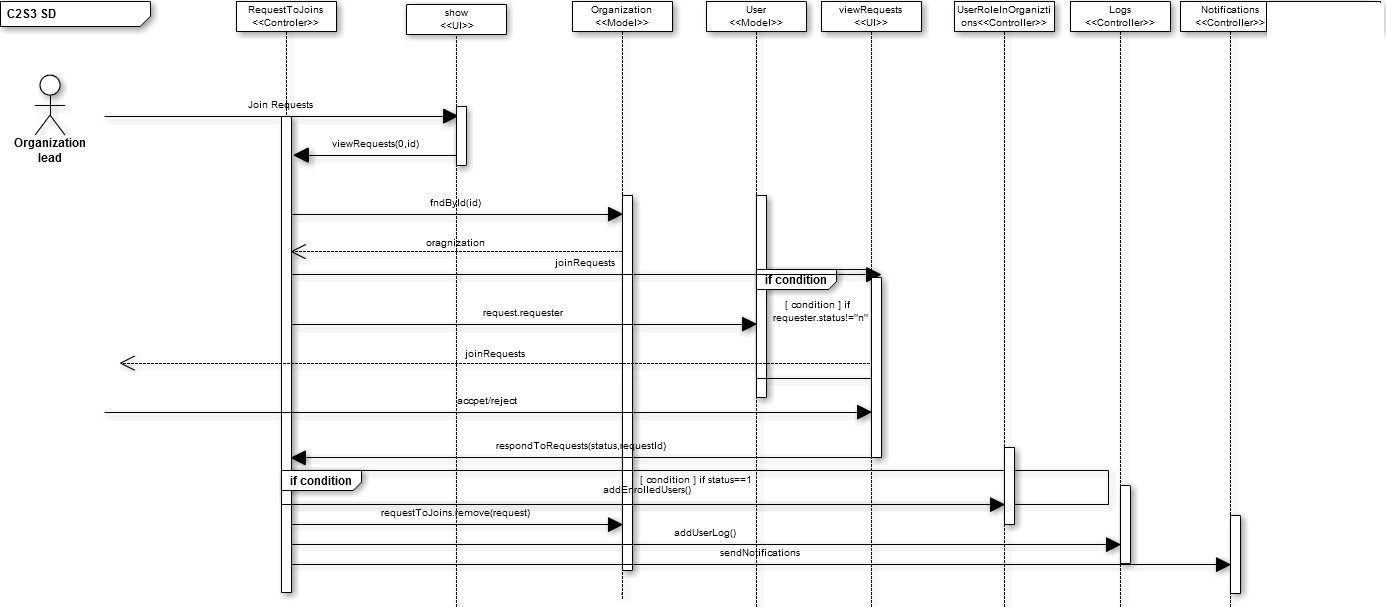 C2S3 SD
RequestToJoins
<<Controler>>
show
<<UI>>
Organization
<<Model>>
User
<<Model>>
viewRequests
<<UI>>
UserRoleInOrganizti
ons<<Controller>>
Logs
<<Controller>>
Notifications
<<Controller>>
Organization
lead
Join Requests
viewRequests(0,id)
fndById(id)
oragnization
joinRequests
if condition
[ condition ] if
requester.status!="n"
request.requester
joinRequests
accpet/reject
respondToRequests(status,requestId)
if condition
[ condition ] if status==1
addEnrolledUsers()
requestToJoins.remove(request)
addUserLog()
sendNotifications